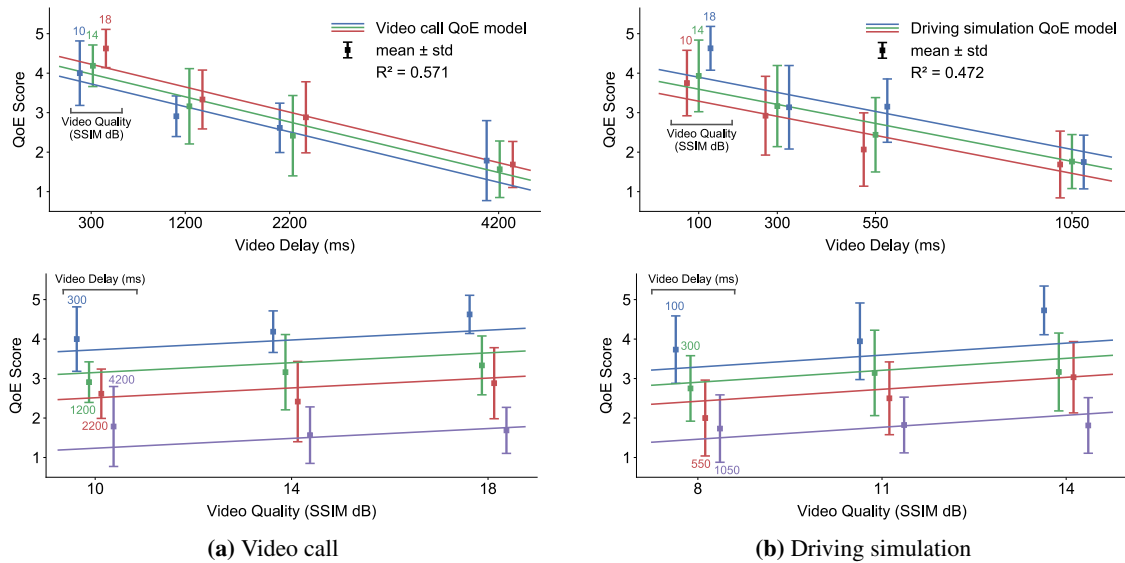 10
14
18
Video call QoE model
mean ± std
R² = 0.571
Video Quality
(SSIM dB)
QoE Score
5
4
3
2
1
300
1200
2200
4200
Video Delay (ms)
10
14
18
Driving simulation QoE model
mean ± std
R² = 0.472
Video Quality
(SSIM dB)
QoE Score
5
4
3
2
1
100
300
550
1050
Video Delay (ms)
Video Delay (ms)
300
1200
2200
4200
QoE Score
5
4
3
2
1
10
14
18
Video Quality (SSIM dB)
Video Delay (ms)
100
300
550
1050
QoE Score
5
4
3
2
1
8
11
14
Video Quality (SSIM dB)
(a) Video call
(b) Driving simulation